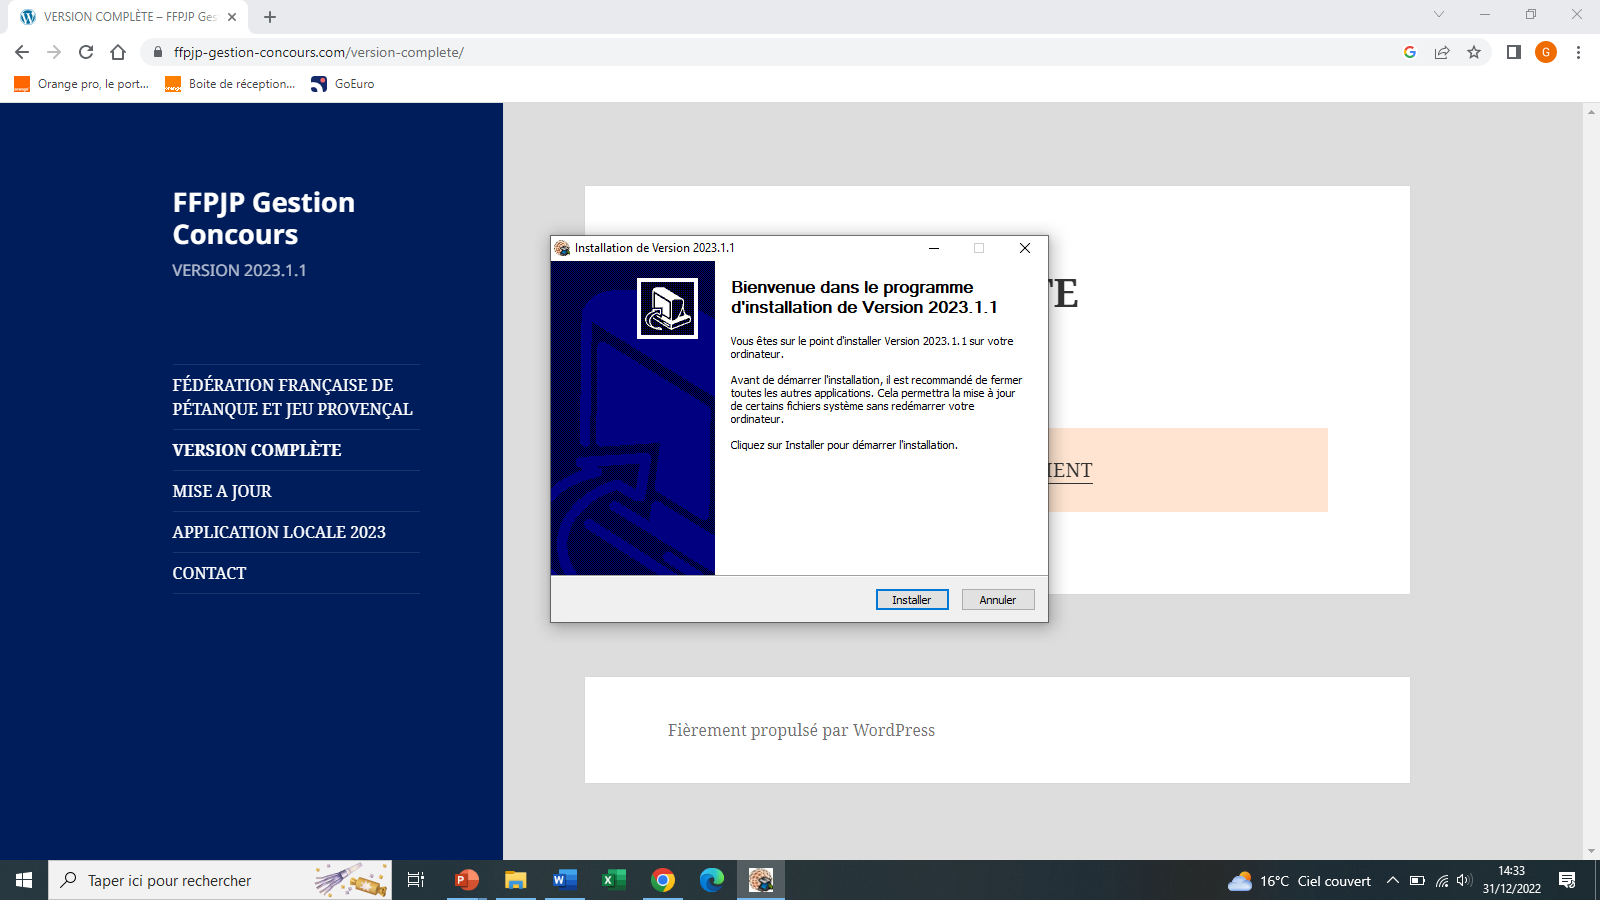 VERSION COMPLÈTE – FFPJP Ges
ffpjp-gestion-concours.com/version-complete/
G
Orange pro, le port...
Boite de réception...
GoEuro
FFPJP Gestion
Concours
VERSION 2023.1.1
FÉDÉRATION FRANÇAISE DE
PÉTANQUE ET JEU PROVENÇAL
VERSION COMPLÈTE
MISE A JOUR
APPLICATION LOCALE 2023
CONTACT
TE
MENT
Installation de Version 2023.1.1
Bienvenue dans le programme
d'installation de Version 2023.1.1
Vous êtes sur le point d'installer Version 2023.1.1 sur votre
ordinateur.
Avant de démarrer l'installation, il est recommandé de fermer
toutes les autres applications. Cela permettra la mise à jour
de certains fichiers système sans redémarrer votre
ordinateur.
Cliquez sur Installer pour démarrer l'installation.
Installer
Annuler
Fièrement propulsé par WordPress
Taper ici pour rechercher
16°C Ciel couvert
14:33
31/12/2022